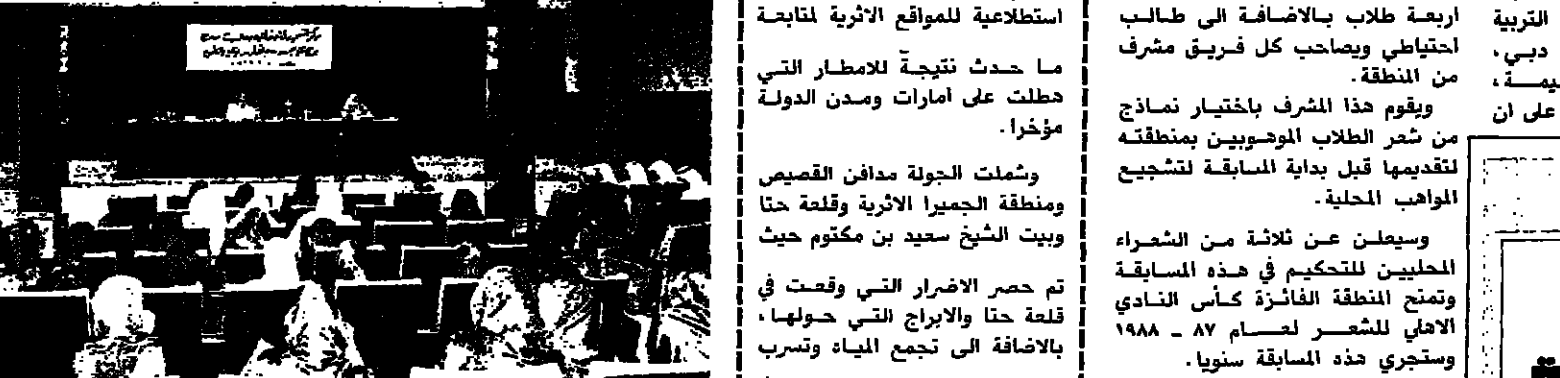 التربية
دبي،
على ان
اربعة طلاب بالاضافة الى طالب
احتياطي ويصاحب كل فريق مشرف
من المنطقة.
ويقوم هذا المشرف باختيار نماذج
من شعر الطلاب الموهوبين بمنطقته
لتقديمها قبل بداية المسابقة لتشجيع
المواهب المحلية.
وسيعلن عن ثلاثة من الشعراء
المحليين للتحكيم في هذه المسابقة
وتمنح المنطقة الفائزة كأس النادي
الاهلي للشعر لعام ٨٧ ـ ١٩٨٨
وستجري هذه المسابقة سنويا.
استطلاعية للمواقع الاثرية لمتابعة
ما حدث نتيجة للامطار التي
هطلت على أمارات ومدن الدولة
مؤخرا.
وشملت الجولة مدافن القصيص
ومنطقة الجميرا الاثرية وقلعة حتا
وبيت الشيخ سعيد بن مكتوم حيث
تم حصر الاضرار التي وقعت في
قلعة حتا والابراج التي حولها،
بالاضافة الى تجمع المياه وتسرب